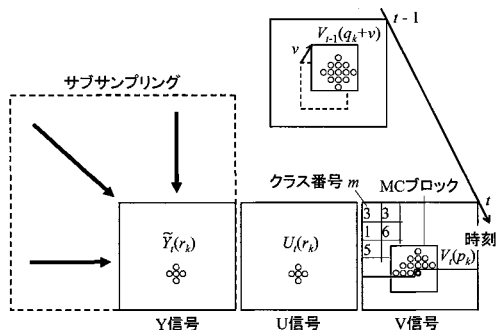 t - 1
V_{t-1}(q_k+v)
v
サブサンプリング
クラス番号 m
MCブロック
t
時刻
3 3
1 6
5
Ỹ_t(r_k)
U_t(r_k)
V_t(p_k)
Y信号
U信号
V信号